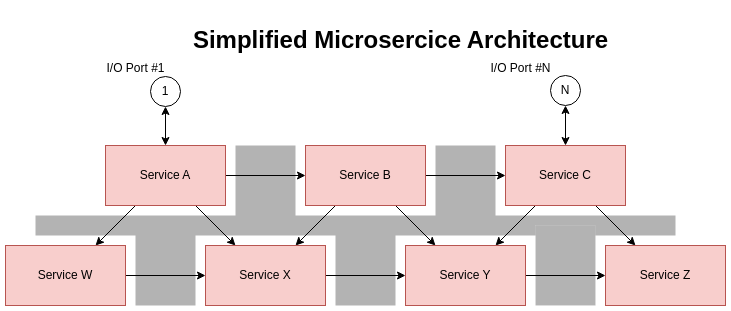 Simplified Microsercice Architecture
I/O Port #1
I/O Port #N
1
N
Service A
Service B
Service C
Service W
Service X
Service Y
Service Z